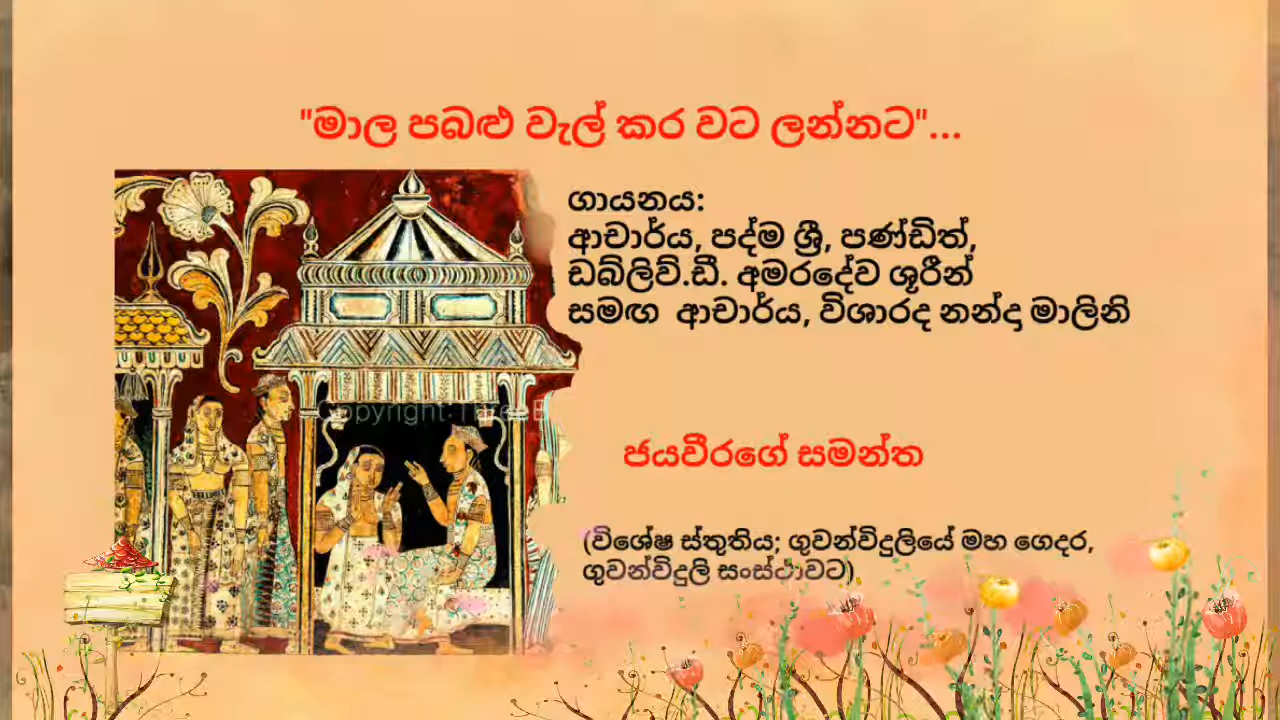 "මාල පබළු වැල් කර වට ලන්නට"...
ගායනය:
ආචාර්ය, පද්ම ශ්‍රී, පණ්ඩිත්,
ඩබ්ලිව්.ඩී. අමරදේව ශූරීන්
සමඟ ආචාර්ය, විශාරද නන්දා මාලිනි
Copyright:
ජයවීරගේ සමන්ත
(විශේෂ ස්තුතිය; ගුවන්විදුලියේ මහ ගෙදර,
ගුවන්විදුලි සංස්ථාවට)